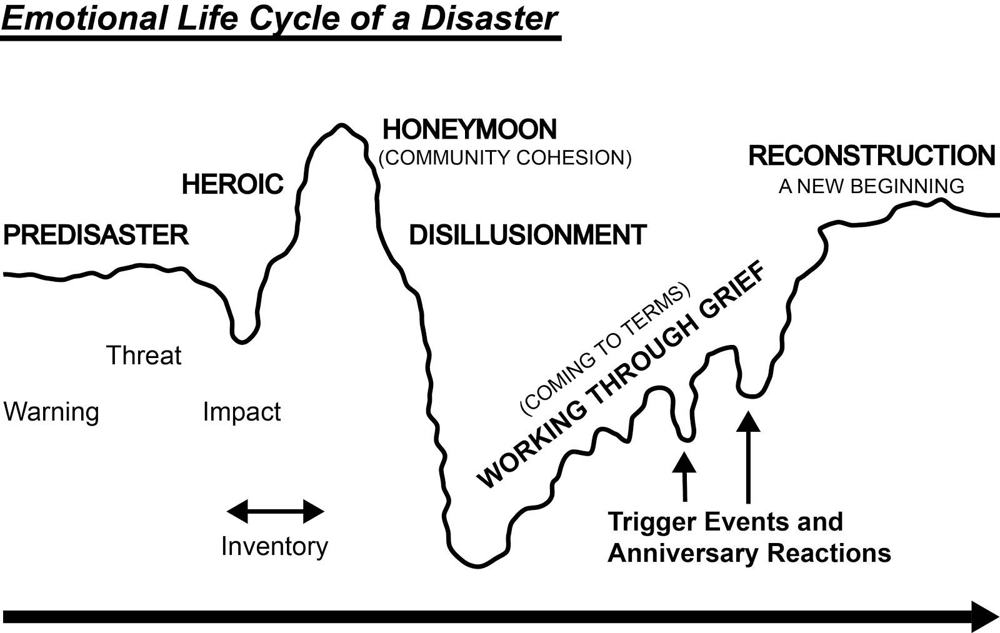 Emotional Life Cycle of a Disaster
HONEYMOON
(COMMUNITY COHESION)
RECONSTRUCTION
A NEW BEGINNING
HEROIC
PREDISASTER
DISILLUSIONMENT
(COMING TO TERMS)
WORKING THROUGH GRIEF
Threat
Warning
Impact
Inventory
Trigger Events and
Anniversary Reactions